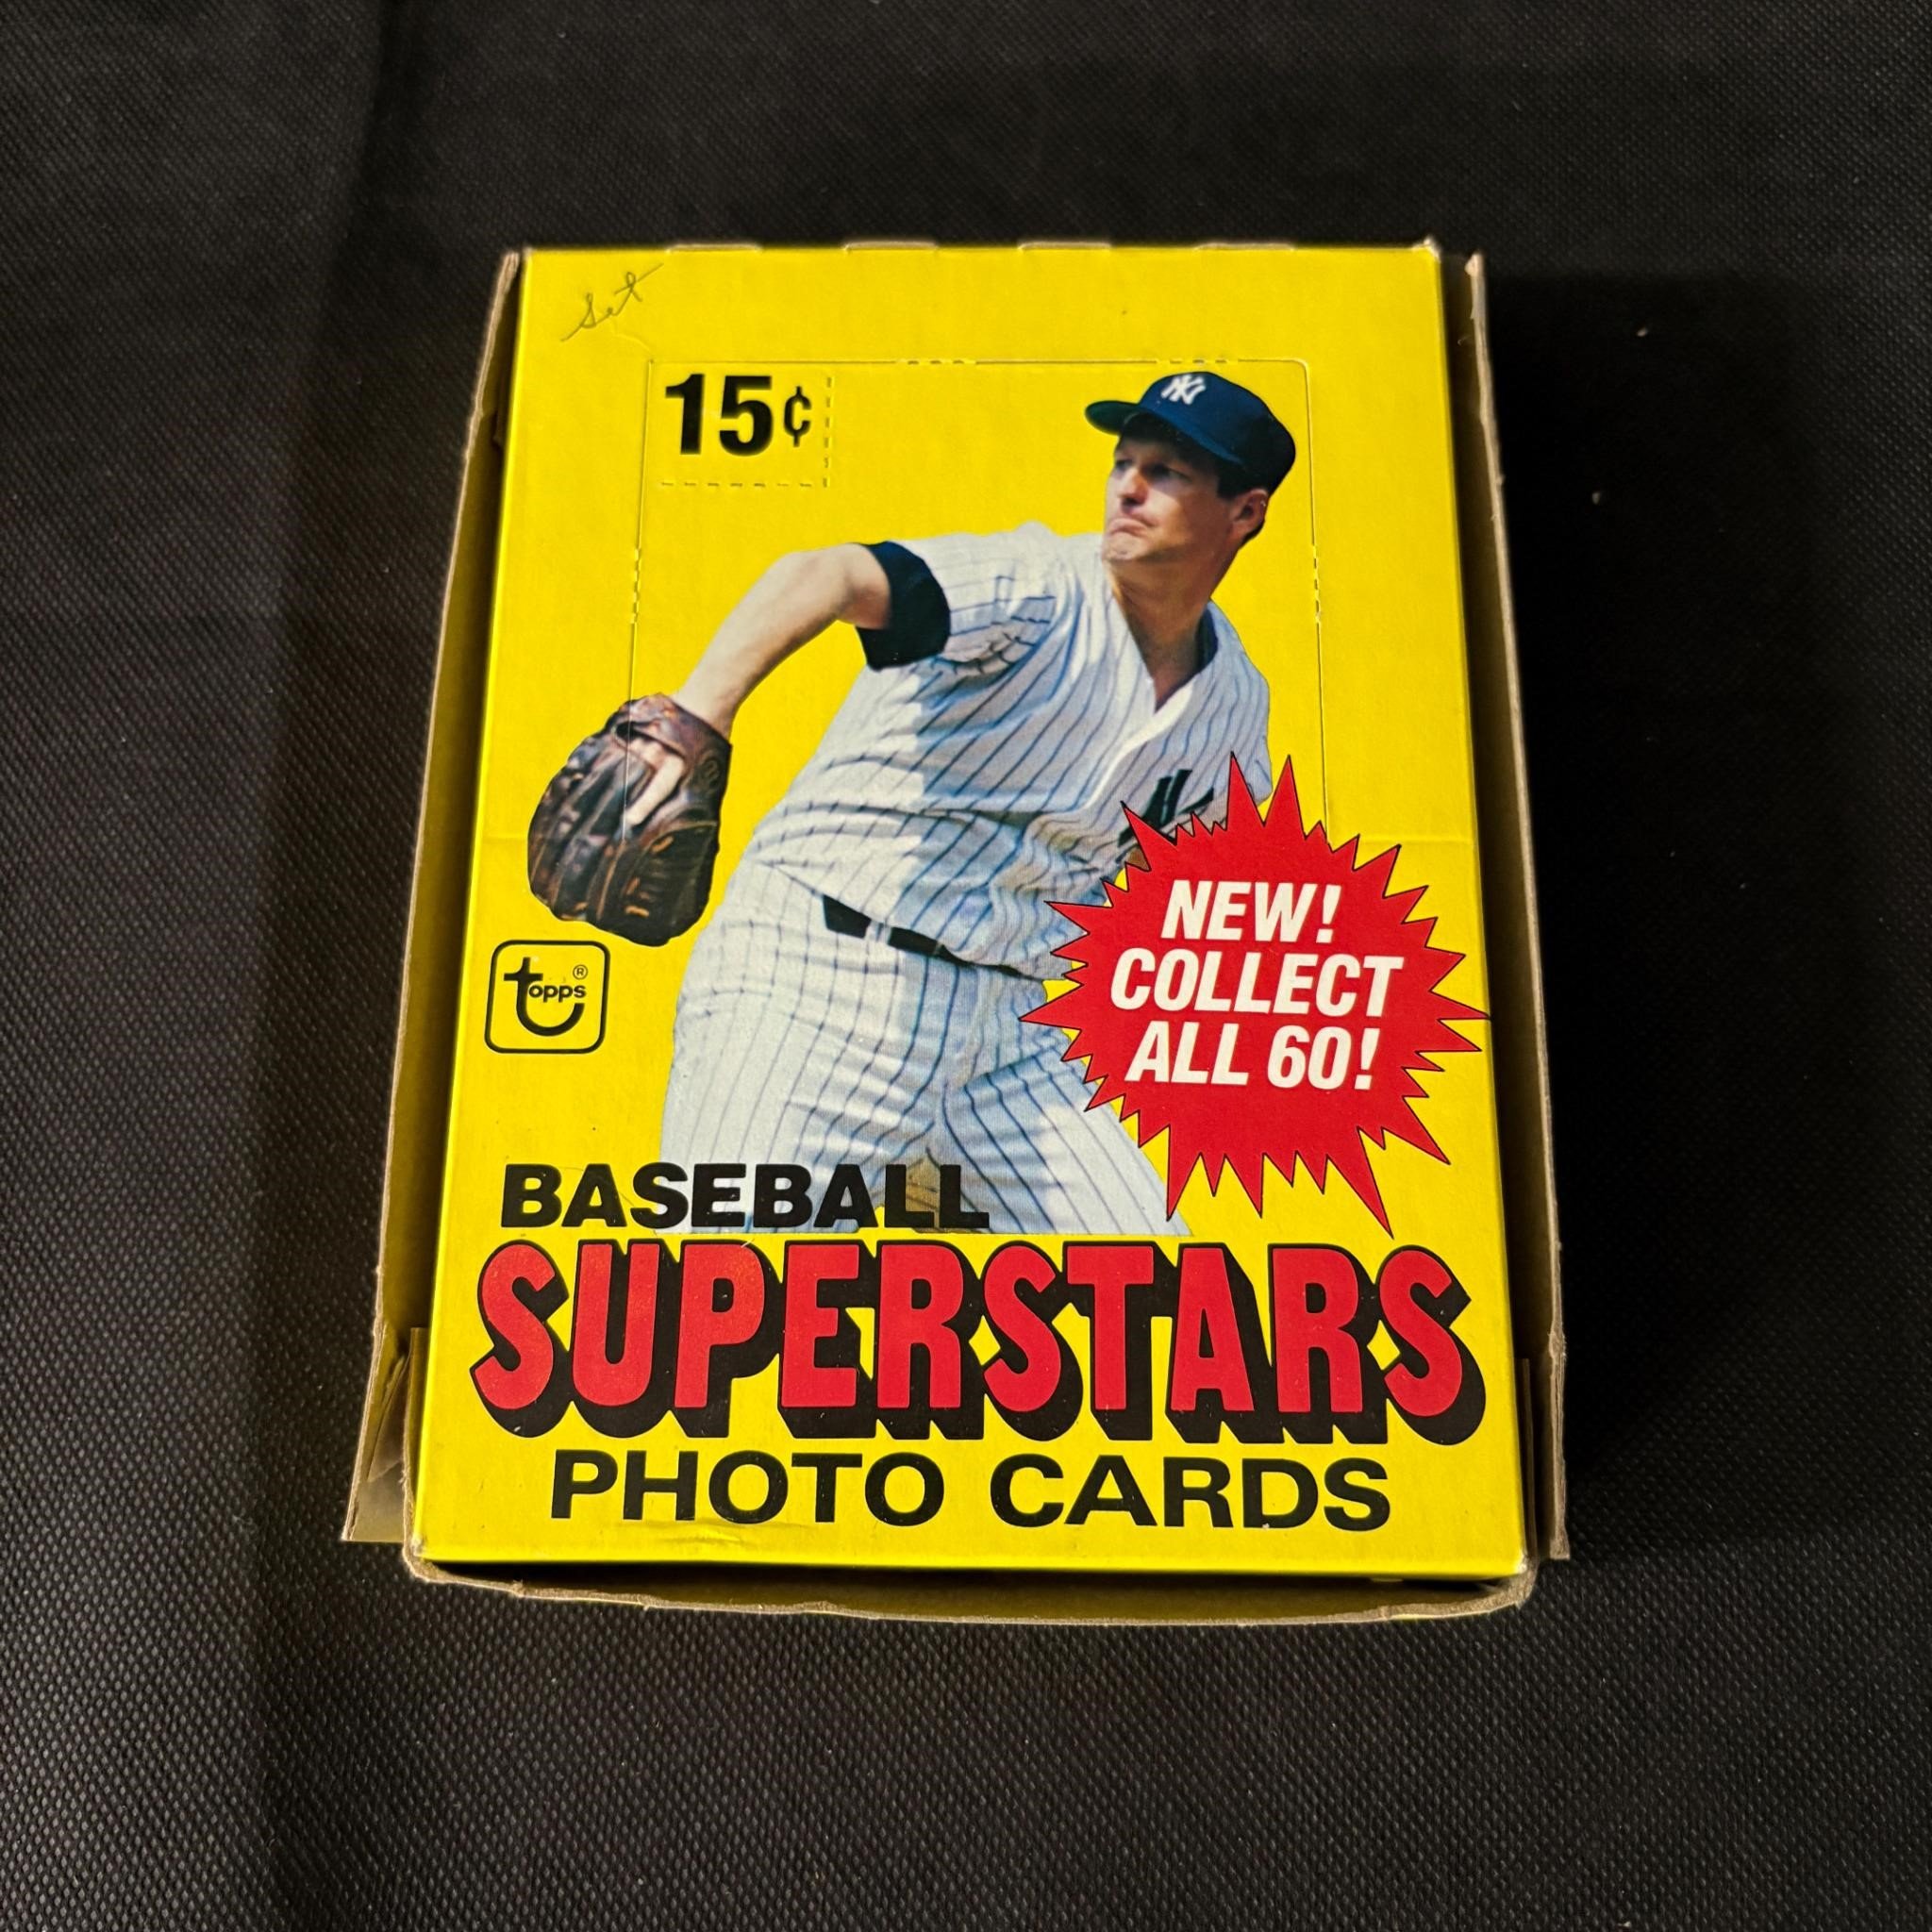 Set
15¢
NY
topps®
NEW!
COLLECT
ALL 60!
BASEBALL
SUPERSTARS
PHOTO CARDS